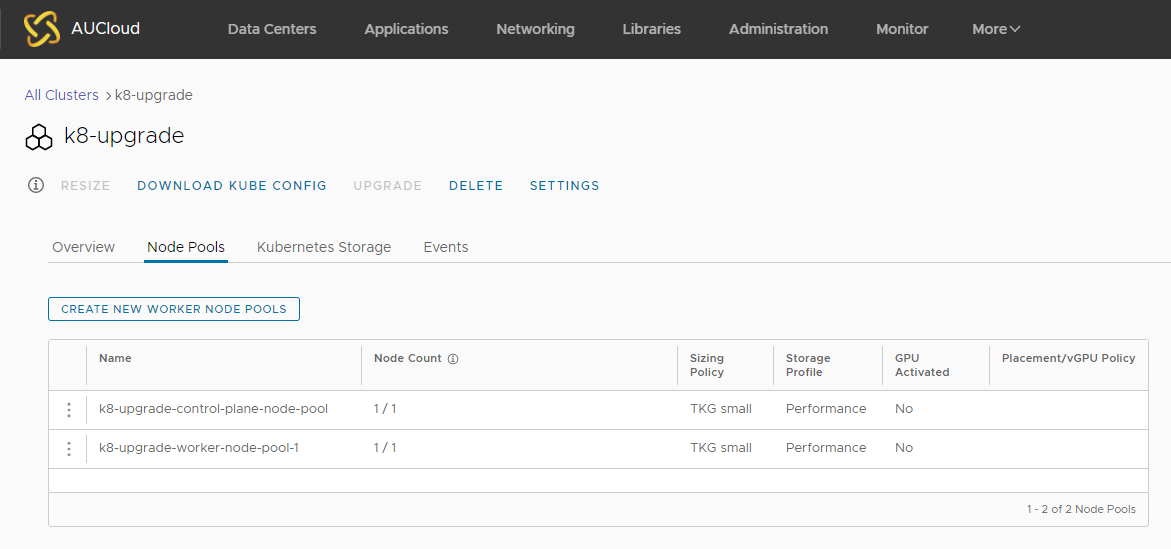 AUCloud Data Centers Applications Networking Libraries Administration Monitor More
All Clusters > k8-upgrade
k8-upgrade
RESIZE DOWNLOAD KUBE CONFIG UPGRADE DELETE SETTINGS
Overview Node Pools Kubernetes Storage Events
CREATE NEW WORKER NODE POOLS
Name Node Count Sizing Policy Storage Profile GPU Activated Placement/vGPU Policy
k8-upgrade-control-plane-node-pool 1 / 1 TKG small Performance No
k8-upgrade-worker-node-pool-1 1 / 1 TKG small Performance No
1 - 2 of 2 Node Pools